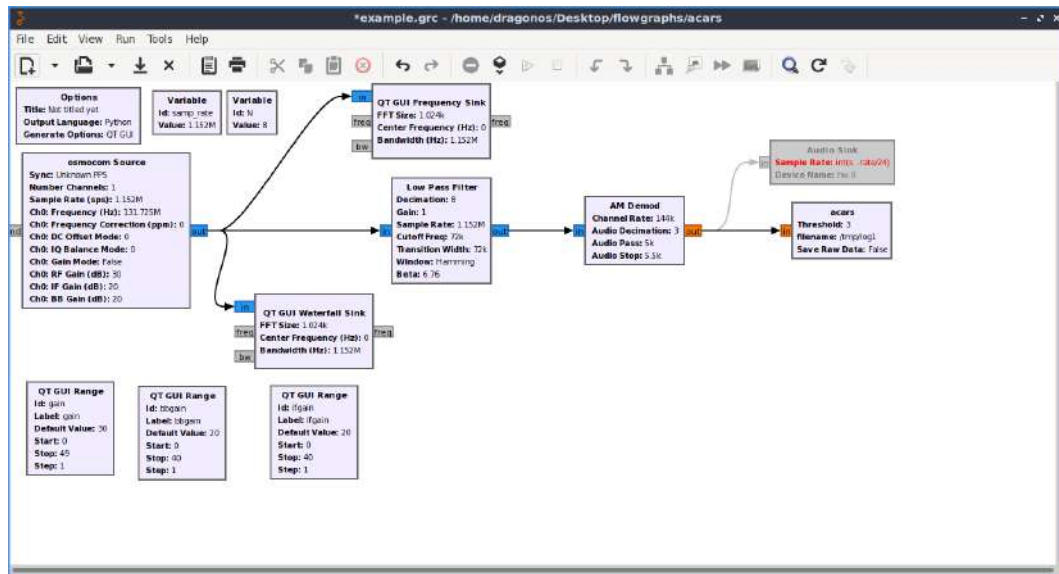 *example.grc - /home/dragonos/Desktop/flowgraphs/acars
File Edit View Run Tools Help
Options
Title: Not titled yet
Output Language: Python
Generate Options: QT GUI
Variable
Id: samp_rate
Value: 1.152M
Variable
Id: N
Value: 8
in
freq
bw
QT GUI Frequency Sink
FFT Size: 1.024k
Center Frequency (Hz): 0
Bandwidth (Hz): 1.152M
freq
osmocom Source
Sync: Unknown PPS
Number Channels: 1
Sample Rate (sps): 1.152M
Ch0: Frequency (Hz): 131.725M
Ch0: Frequency Correction (ppm): 0
Ch0: DC Offset Mode: 0
Ch0: IQ Balance Mode: 0
Ch0: Gain Mode: False
Ch0: RF Gain (dB): 30
Ch0: IF Gain (dB): 20
Ch0: BB Gain (dB): 20
out
in
Low Pass Filter
Decimation: 8
Gain: 1
Sample Rate: 1.152M
Cutoff Freq: 72k
Transition Width: 72k
Window: Hamming
Beta: 6.76
out
in
AM Demod
Channel Rate: 144k
Audio Decimation: 3
Audio Pass: 5k
Audio Stop: 5.5k
out
in
Audio Sink
Sample Rate: int(s...rate/24)
Device Name:
in
acars
Threshold: 3
filename: /tmp/log1
Save Raw Data: False
in
freq
bw
QT GUI Waterfall Sink
FFT Size: 1.024k
Center Frequency (Hz): 0
Bandwidth (Hz): 1.152M
freq
QT GUI Range
Id: gain
Label: gain
Default Value: 30
Start: 0
Stop: 49
Step: 1
QT GUI Range
Id: bbgain
Label: bbgain
Default Value: 20
Start: 0
Stop: 40
Step: 1
QT GUI Range
Id: ifgain
Label: ifgain
Default Value: 20
Start: 0
Stop: 40
Step: 1